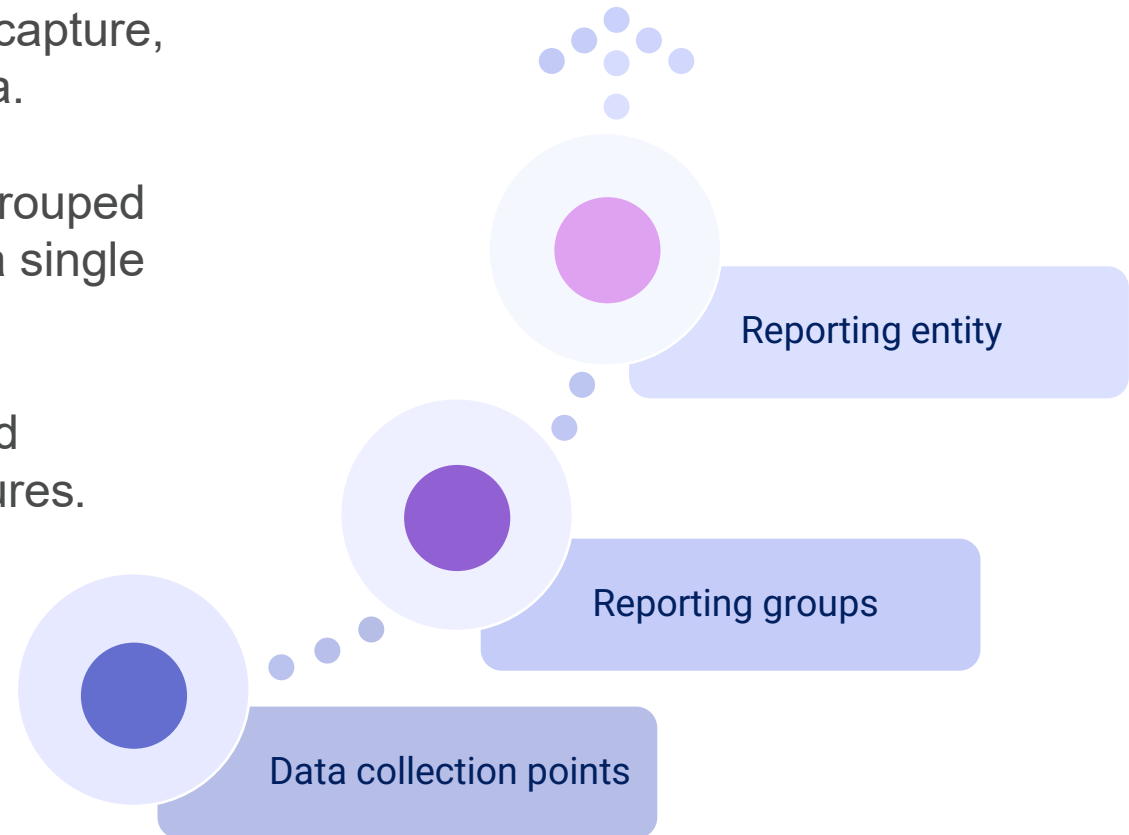 capture,
a.
rouped
a single
d
ures.
Reporting entity
Reporting groups
Data collection points